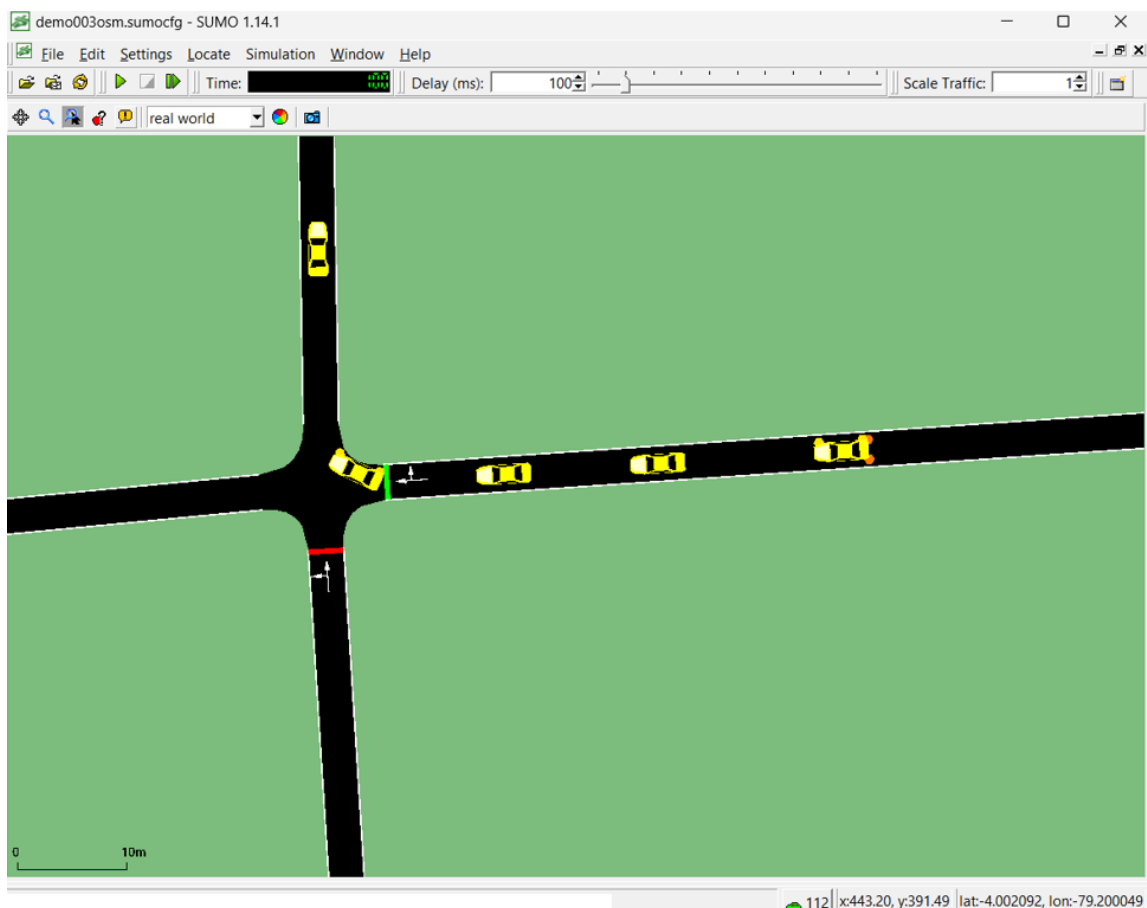 demo003osm.sumocfg - SUMO 1.14.1
File Edit Settings Locate Simulation Window Help
Time: Delay (ms): 100 Scale Traffic: 1
real world
0 10m
112 x:443.20, y:391.49 lat:-4.002092, lon:-79.200049